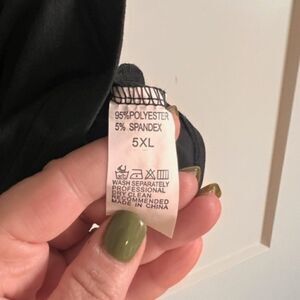 95%POLYESTER
5% SPANDEX
5XL
WASH SEPARATELY
PROFESSIONAL
DRY CLEAN
RECOMMENDED
MADE IN CHINA